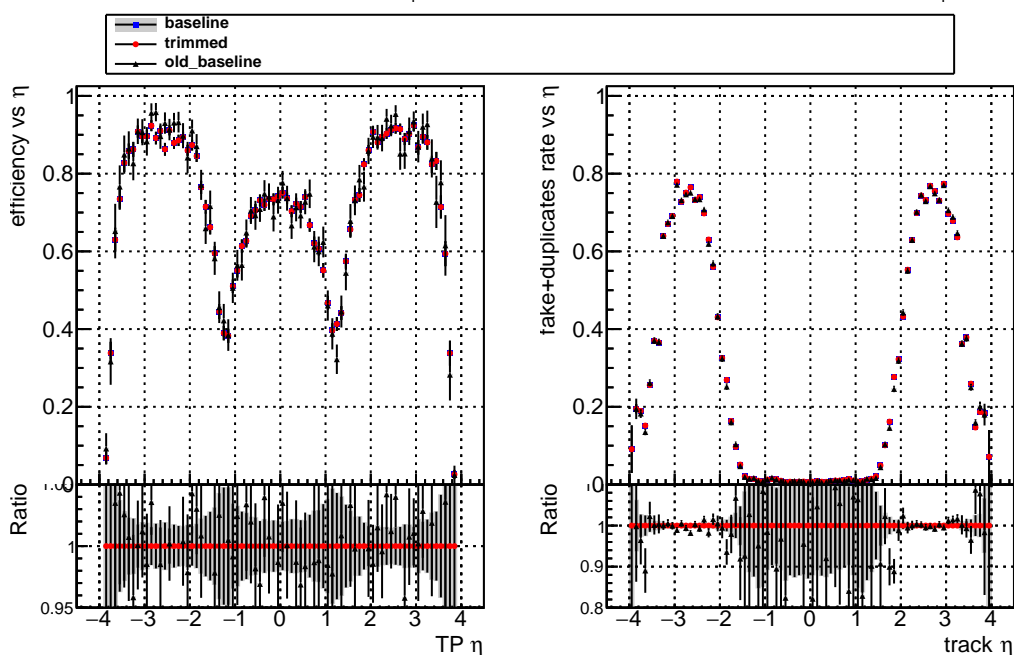 baseline
trimmed
old_baseline
efficiency vs η
1
0.8
0.6
0.4
0.2
0
Ratio
1
0.95
−4 −3 −2 −1 0 1 2 3 4
TP η
fake+duplicates rate vs η
1
0.8
0.6
0.4
0.2
0
Ratio
1
0.9
0.8
−4 −3 −2 −1 0 1 2 3 4
track η